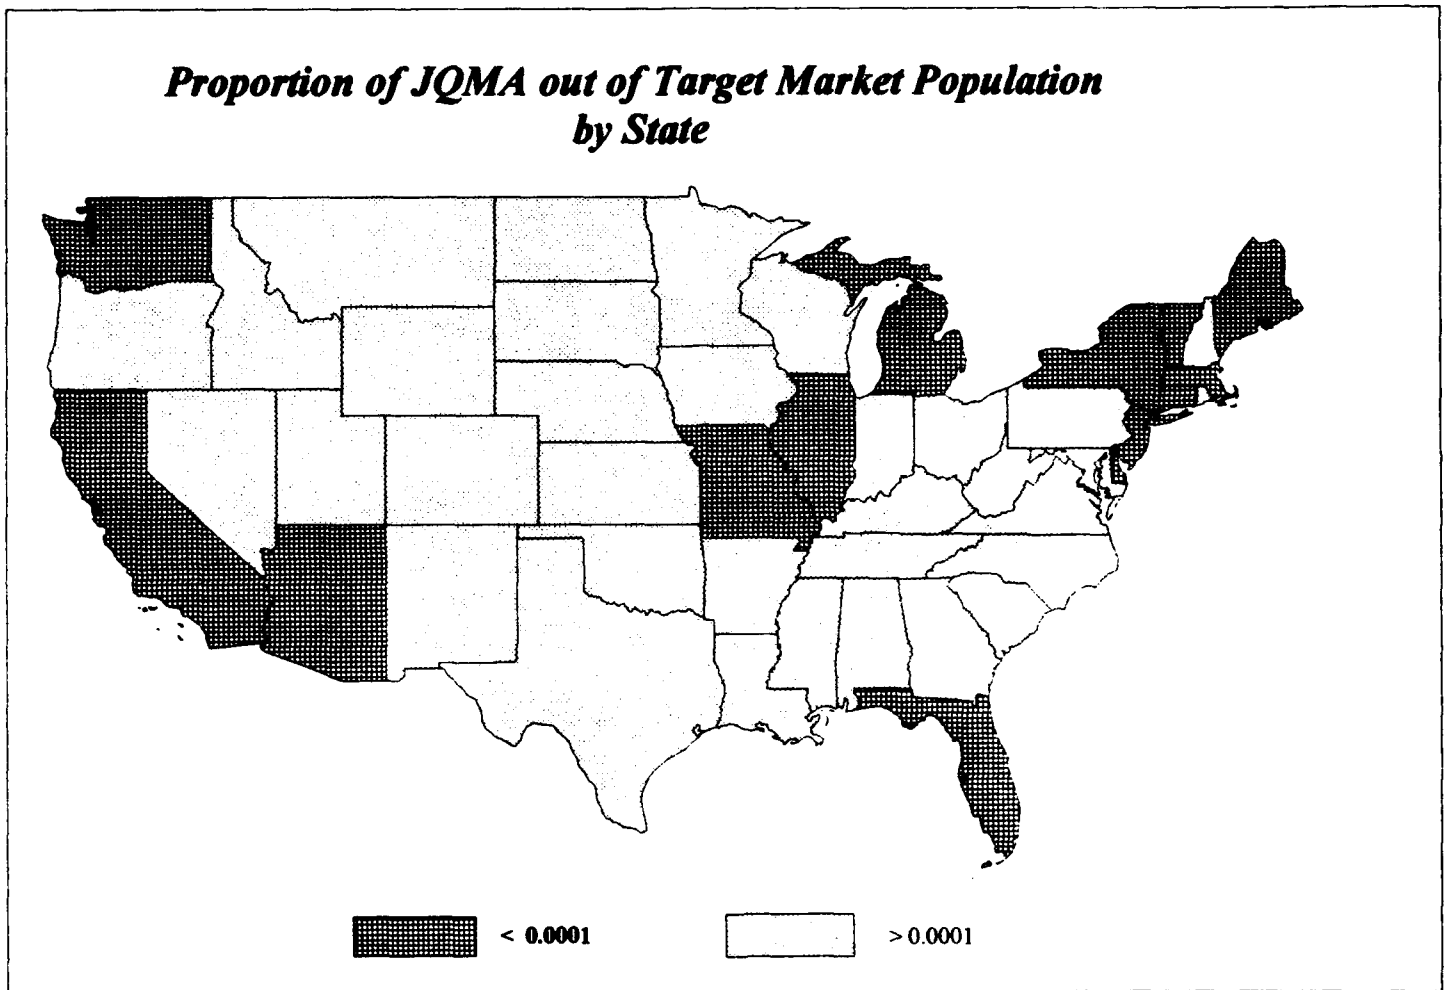 Proportion of JQMA out of Target Market Population
by State
< 0.0001
> 0.0001